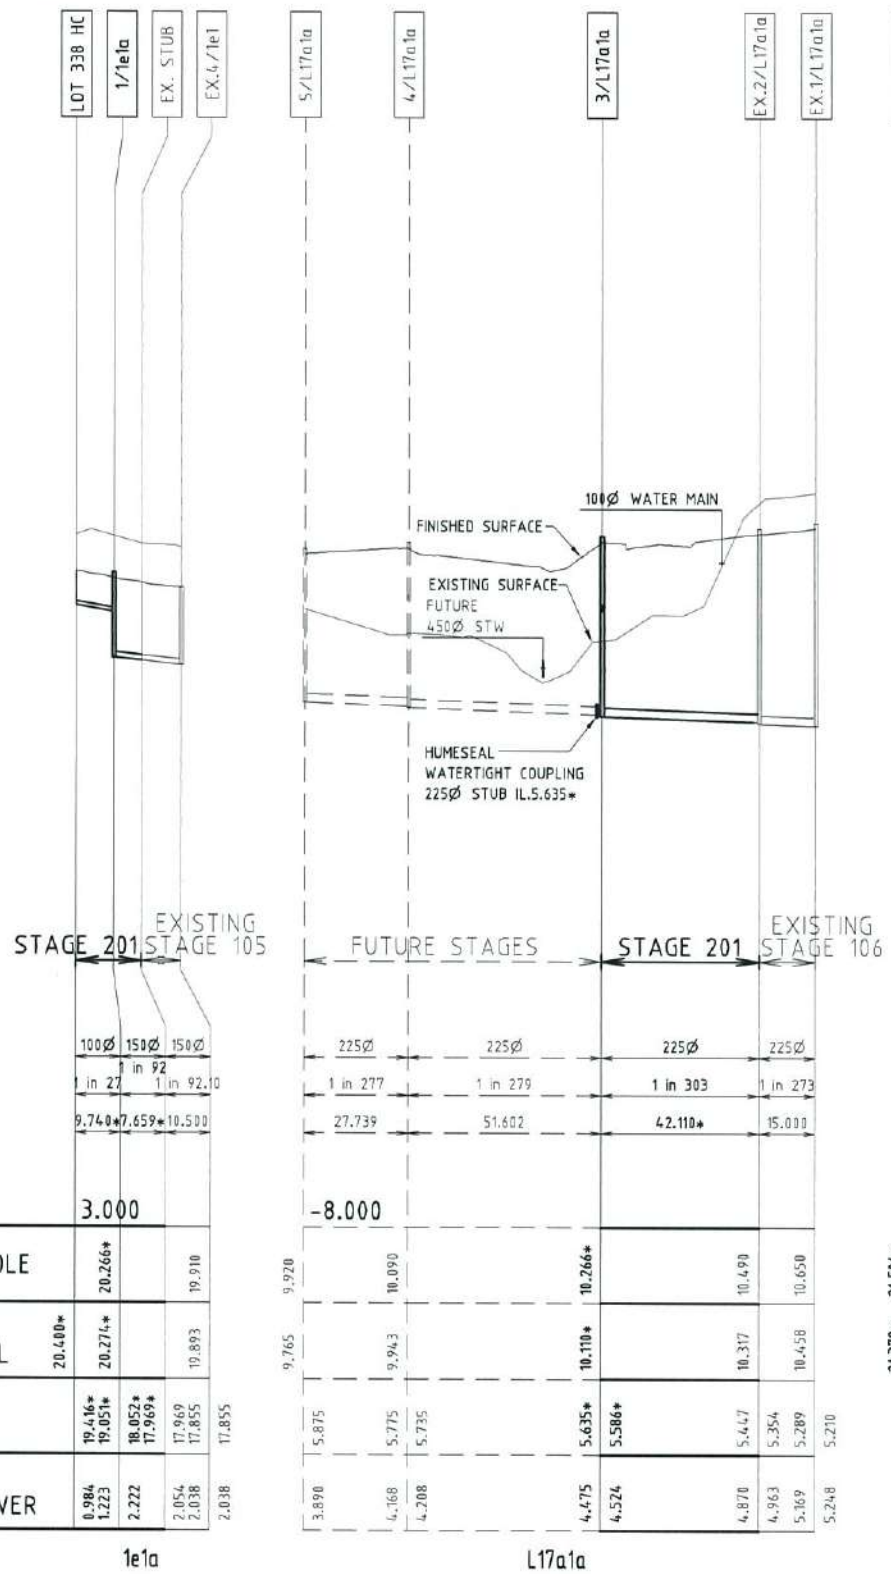 LOT 338 HC
1/1e1a
EX. STUB
EX.4/1e1
5/L17a1a
4/L17a1a
3/L17a1a
EX.2/L17a1a
EX.1/L17a1a
100Ø WATER MAIN
FINISHED SURFACE
EXISTING SURFACE
FUTURE
450Ø STW
HUMESEAL
WATERTIGHT COUPLING
225Ø STUB IL.5.635*
STAGE 201
EXISTING
STAGE 105
FUTURE STAGES
STAGE 201
EXISTING
STAGE 106
100Ø 150Ø 150Ø 225Ø 225Ø 225Ø 225Ø
1 in 27 1 in 92 1 in 92.10 1 in 277 1 in 279 1 in 303 1 in 273
9.740* 7.659* 10.500 27.739 51.602 42.110* 15.000
3.000 -8.000
OLE 20.266* 19.910 9.920 10.090 10.266* 10.490 10.650
L 20.400* 20.274* 19.893 9.765 9.943 10.110* 10.317 10.458
19.416* 19.051* 18.052* 17.969* 17.969 17.855 17.855 5.875 5.775 5.735 5.635* 5.586* 5.447 5.354 5.289 5.210
VER 0.984 1.223 2.222 2.054 2.038 2.038 3.890 4.168 4.208 4.475 4.524 4.870 4.963 5.169 5.248
1e1a L17a1a